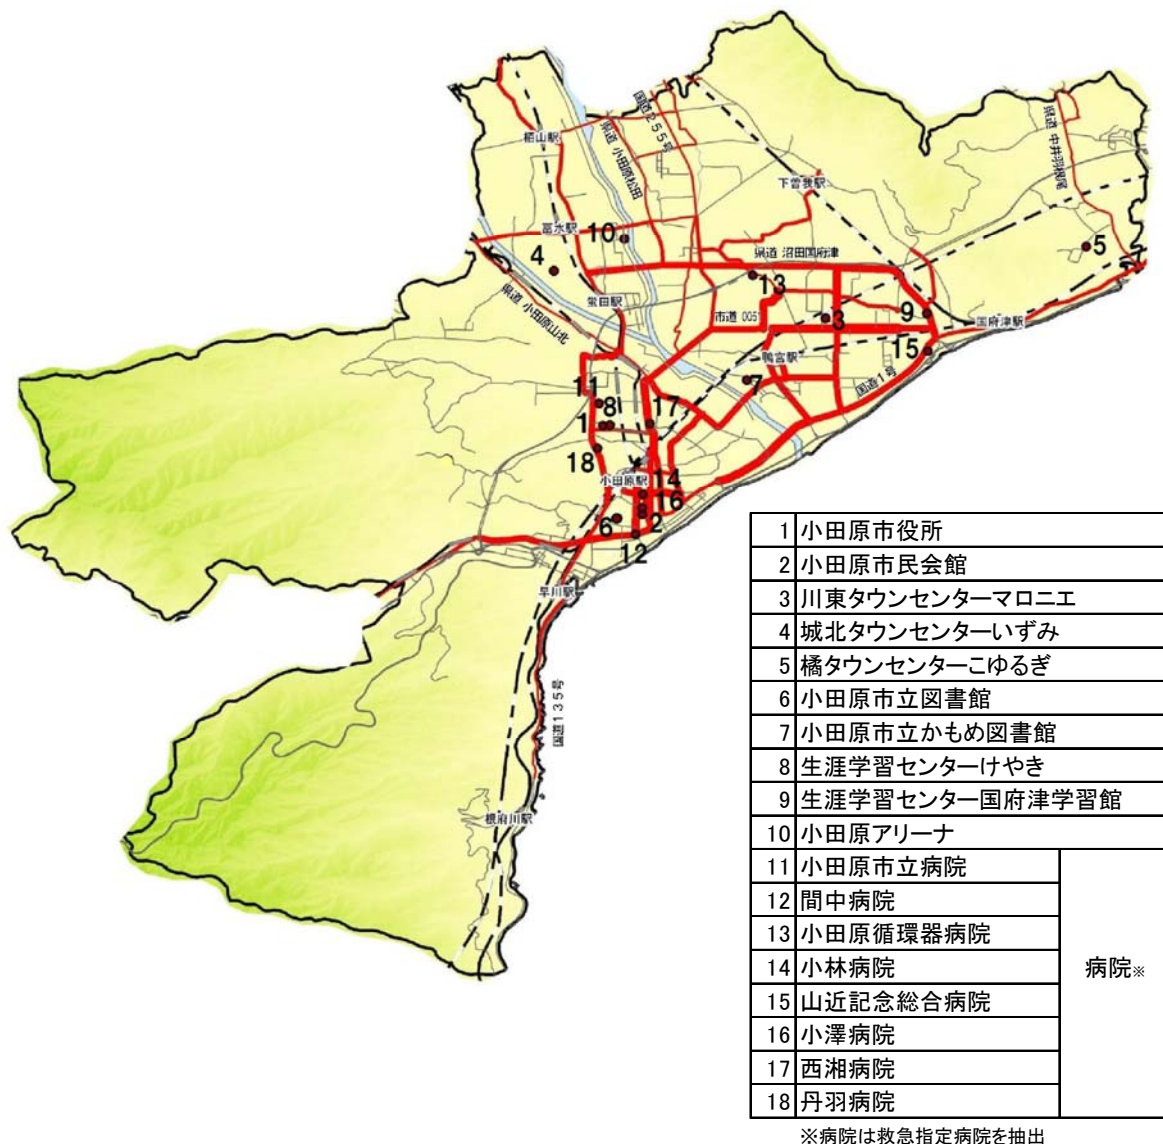 国道２５５号
県道 小田原松田
県道 中井羽根尾
栢山駅
下曽我駅
富水駅
10
4
5
県道 沼田国府津
13
県道 小田原山北
蛍田駅
市道 0051
3
9
国府津駅
鴨宮駅
15
7
国道１号
11
8
1
17
18
小田原駅
14
16
6
2
12
早川駅
国道１３５号
根府川駅
1 小田原市役所
2 小田原市民会館
3 川東タウンセンターマロニエ
4 城北タウンセンターいずみ
5 橘タウンセンターこゆるぎ
6 小田原市立図書館
7 小田原市立かもめ図書館
8 生涯学習センターけやき
9 生涯学習センター国府津学習館
10 小田原アリーナ
11 小田原市立病院
12 間中病院
13 小田原循環器病院
14 小林病院
病院※
15 山近記念総合病院
16 小澤病院
17 西湘病院
18 丹羽病院
※病院は救急指定病院を抽出